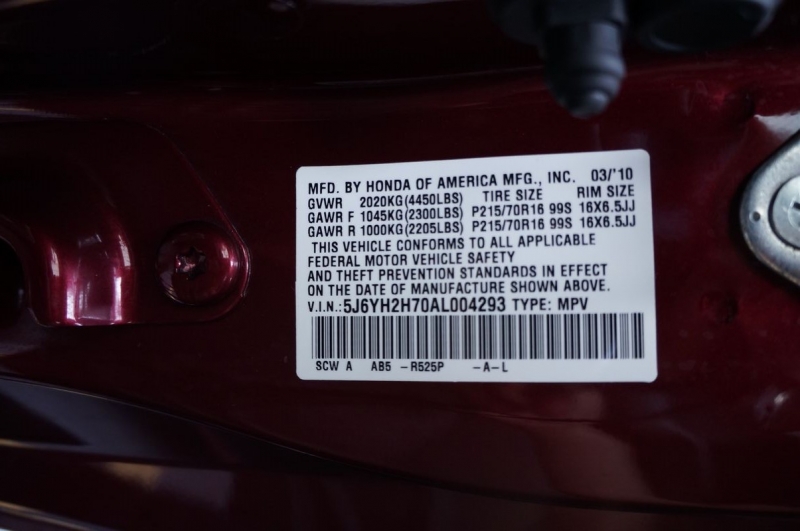 MFD. BY HONDA OF AMERICA MFG., INC. 03/'10
GVWR 2020KG(4450LBS) TIRE SIZE RIM SIZE
GAWR F 1045KG(2300LBS) P215/70R16 99S 16X6.5JJ
GAWR R 1000KG(2205LBS) P215/70R16 99S 16X6.5JJ
THIS VEHICLE CONFORMS TO ALL APPLICABLE
FEDERAL MOTOR VEHICLE SAFETY
AND THEFT PREVENTION STANDARDS IN EFFECT
ON THE DATE OF MANUFACTURE SHOWN ABOVE.
V.I.N.:5J6YH2H70AL004293 TYPE: MPV
SCW A AB5 -R525P -A-L